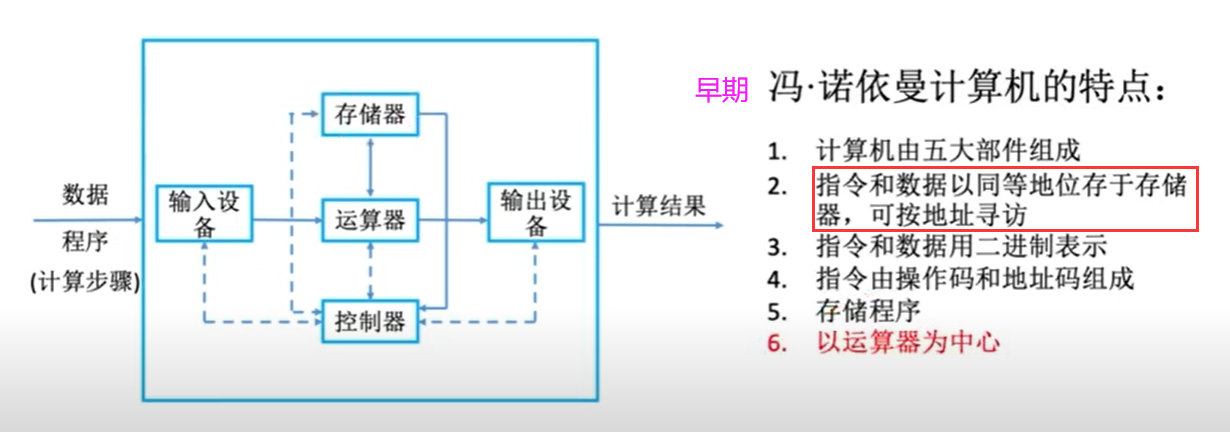 数据
程序
(计算步骤)
存储器
输入设
备
运算器
输出设
备
控制器
计算结果
早期 冯·诺依曼计算机的特点：
1. 计算机由五大部件组成
2. 指令和数据以同等地位存于存储
器，可按地址寻访
3. 指令和数据用二进制表示
4. 指令由操作码和地址码组成
5. 存储程序
6. 以运算器为中心